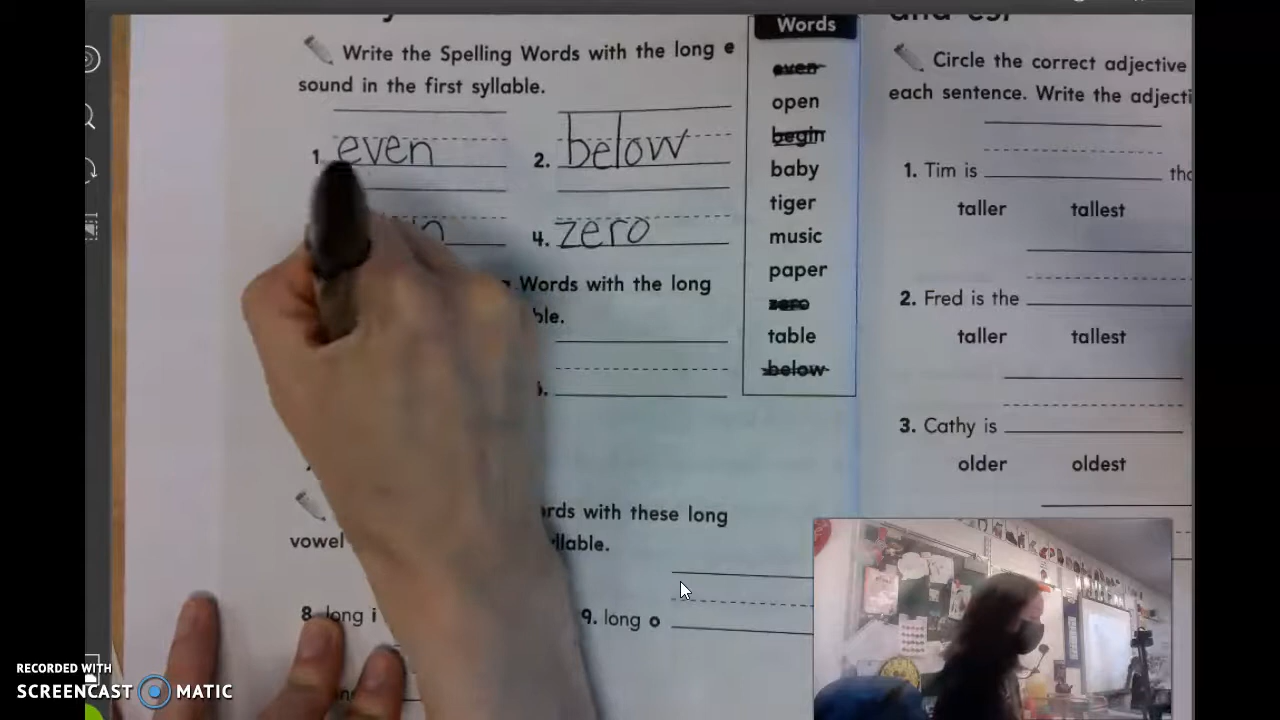 Words
Write the Spelling Words with the long e
sound in the first syllable.
1. even
2. below
4. zero
Words with the long
vowel
rds with these long
8. long i
9. long o
even
open
begin
baby
tiger
music
paper
zero
table
below
and es/
Circle the correct adjective
each sentence. Write the adjecti
1. Tim is
taller tallest
2. Fred is the
taller tallest
3. Cathy is
older oldest
RECORDED WITH
SCREENCAST MATIC